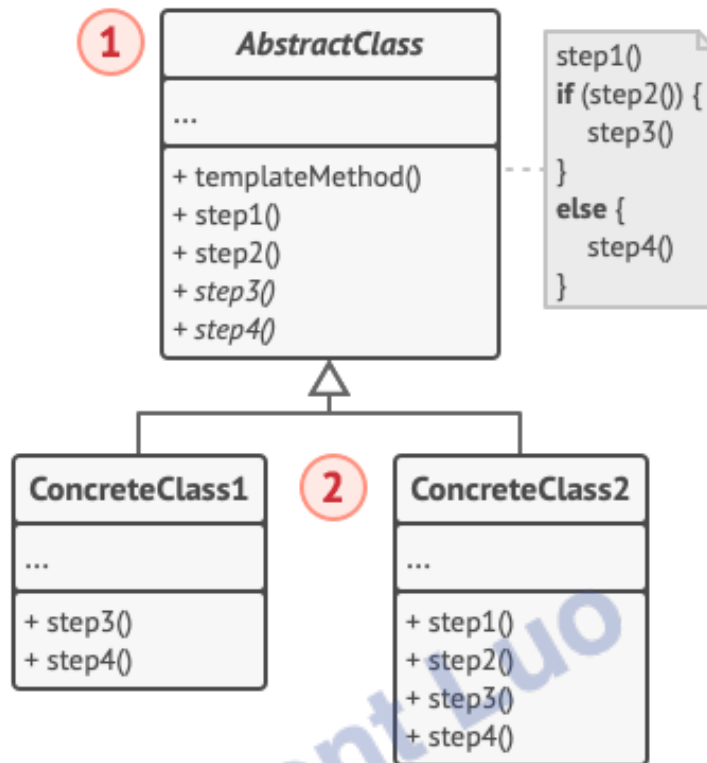 1
AbstractClass
...
+ templateMethod()
+ step1()
+ step2()
+ step3()
+ step4()
step1()
if (step2()) {
step3()
}
else {
step4()
}
ConcreteClass1
...
+ step3()
+ step4()
2
ConcreteClass2
...
+ step1()
+ step2()
+ step3()
+ step4()
Luo